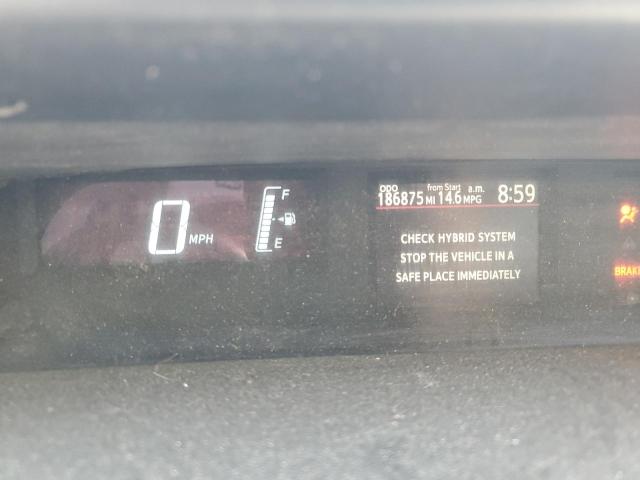 0 MPH
F
E
ODO from Start a.m.
186875 MI 14.6 MPG 8:59
CHECK HYBRID SYSTEM
STOP THE VEHICLE IN A
SAFE PLACE IMMEDIATELY